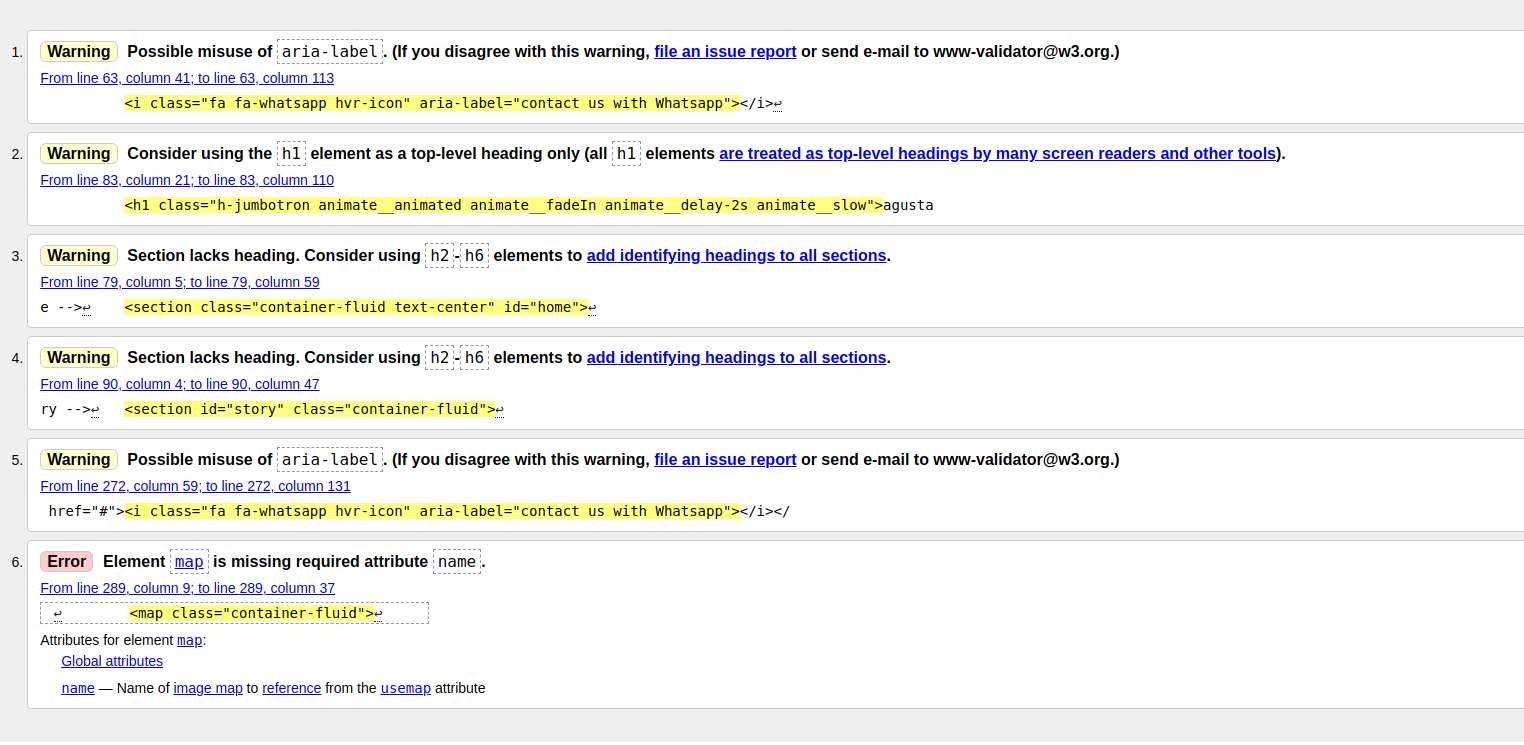 1. Warning Possible misuse of aria-label. (If you disagree with this warning, file an issue report or send e-mail to www-validator@w3.org.)
From line 63, column 41; to line 63, column 113
<i class="fa fa-whatsapp hvr-icon" aria-label="contact us with Whatsapp"></i>↩
2. Warning Consider using the h1 element as a top-level heading only (all h1 elements are treated as top-level headings by many screen readers and other tools).
From line 83, column 21; to line 83, column 110
<h1 class="h-jumbotron animate__animated animate__fadeIn animate__delay-2s animate__slow">agusta
3. Warning Section lacks heading. Consider using h2-h6 elements to add identifying headings to all sections.
From line 79, column 5; to line 79, column 59
e -->↩ <section class="container-fluid text-center" id="home">↩
4. Warning Section lacks heading. Consider using h2-h6 elements to add identifying headings to all sections.
From line 90, column 4; to line 90, column 47
ry -->↩ <section id="story" class="container-fluid">↩
5. Warning Possible misuse of aria-label. (If you disagree with this warning, file an issue report or send e-mail to www-validator@w3.org.)
From line 272, column 59; to line 272, column 131
href="#"><i class="fa fa-whatsapp hvr-icon" aria-label="contact us with Whatsapp"></i></
6. Error Element map is missing required attribute name.
From line 289, column 9; to line 289, column 37
↩ <map class="container-fluid">↩
Attributes for element map:
Global attributes
name — Name of image map to reference from the usemap attribute